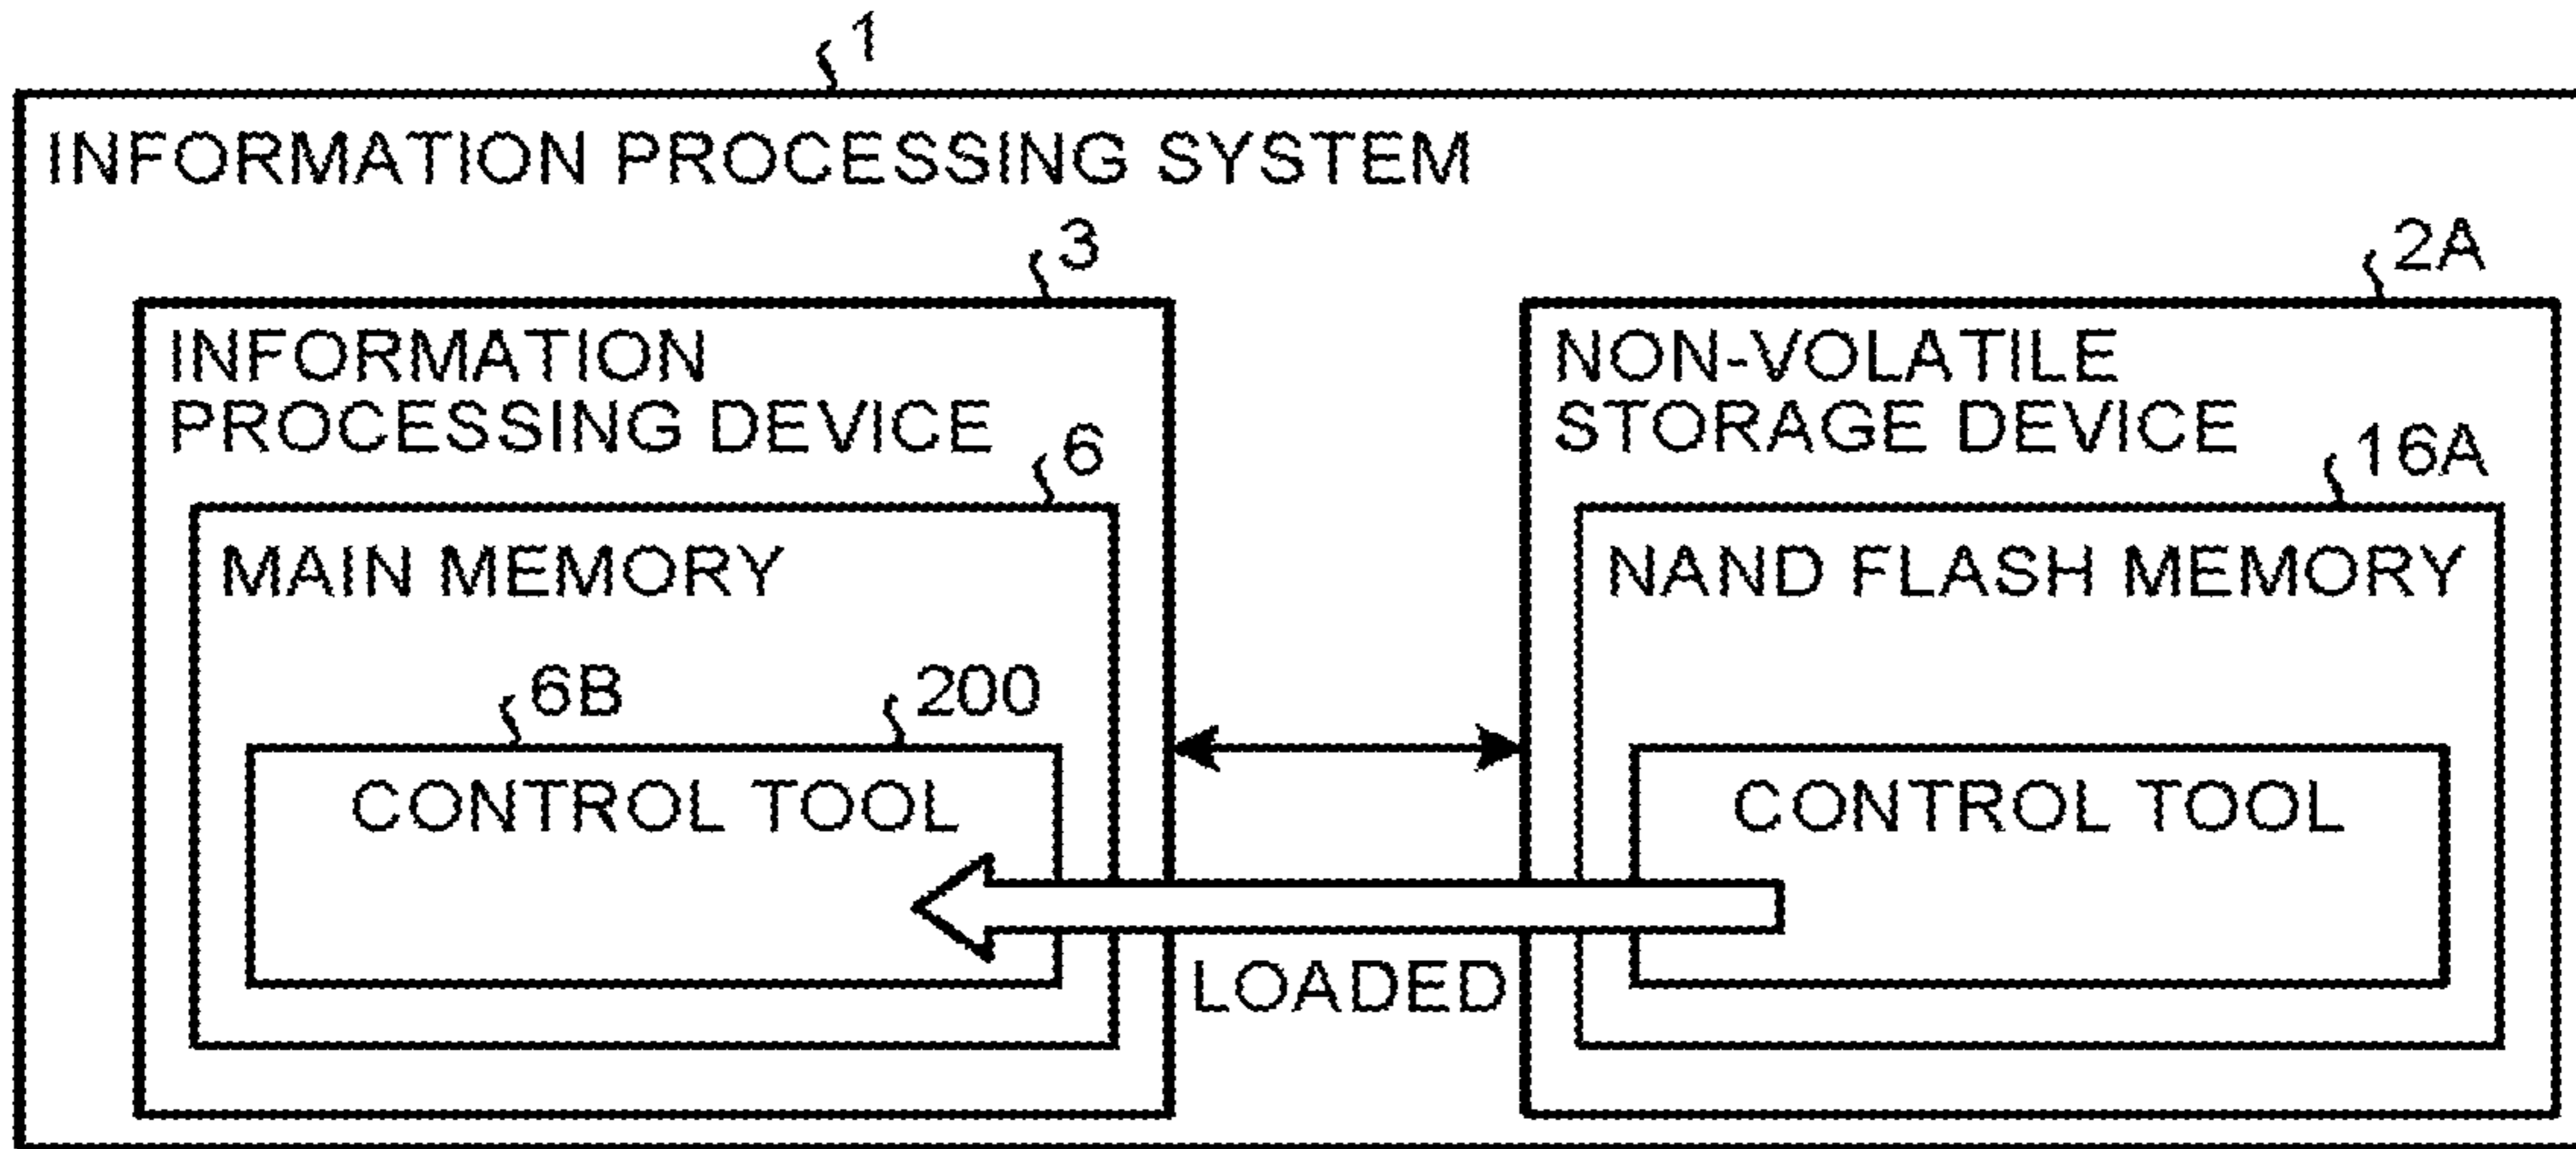 1
INFORMATION PROCESSING SYSTEM
3
2A
INFORMATION
PROCESSING DEVICE
NON-VOLATILE
STORAGE DEVICE
6
16A
MAIN MEMORY
NAND FLASH MEMORY
6B
200
CONTROL TOOL
CONTROL TOOL
LOADED